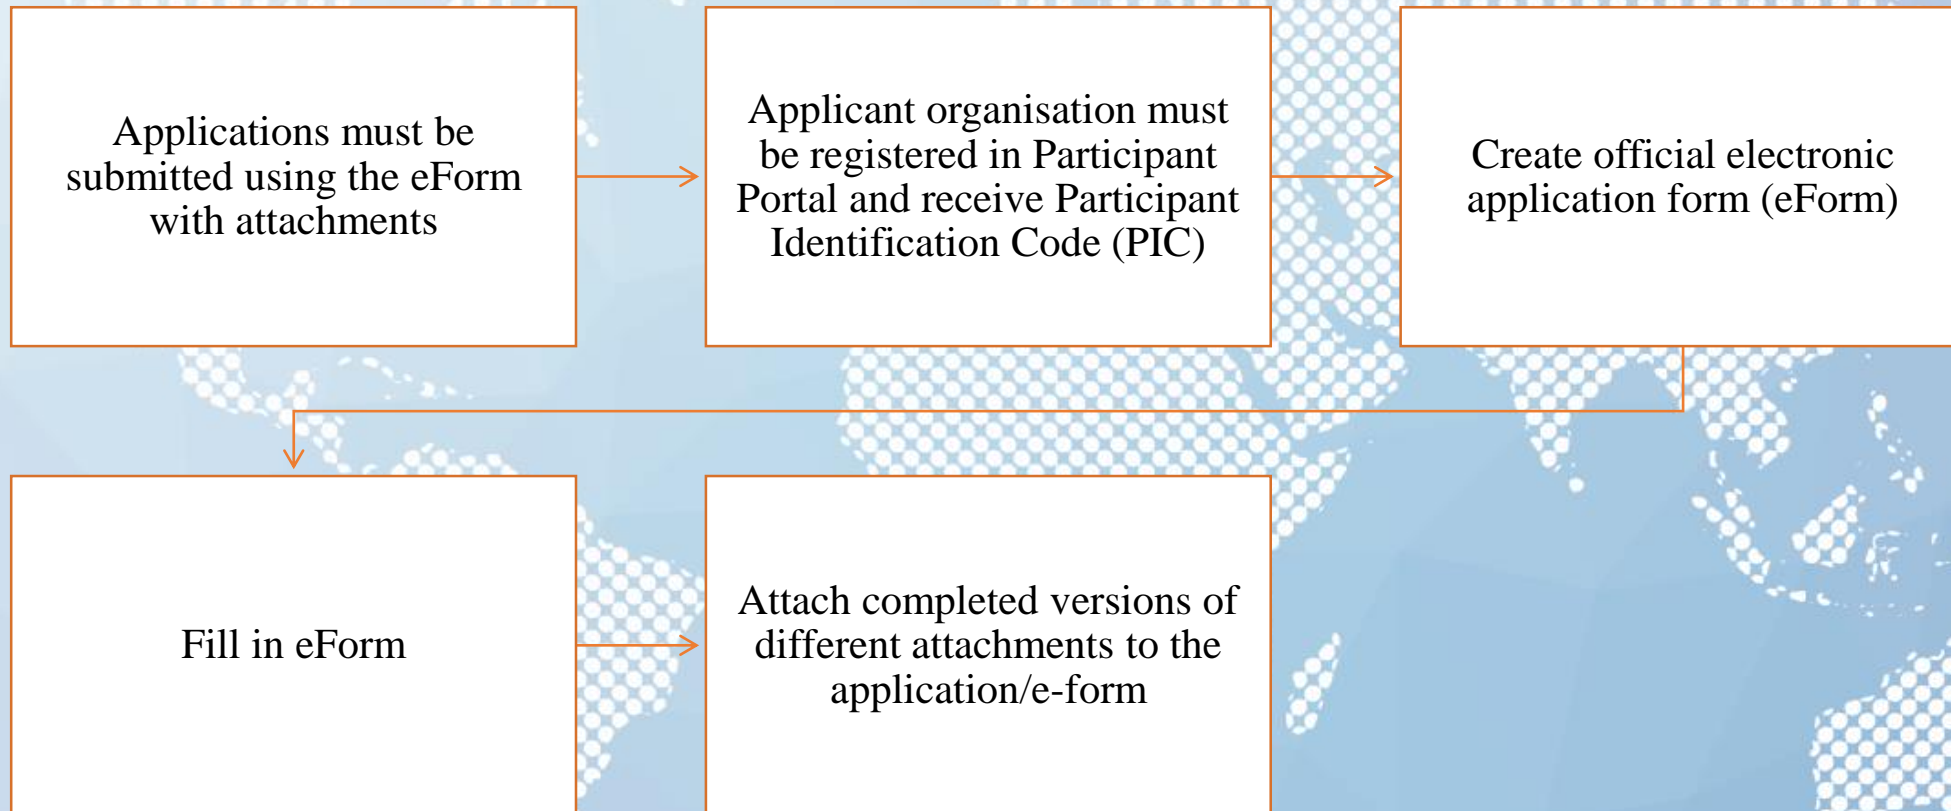 Applications must be
submitted using the eForm
with attachments
Applicant organisation must
be registered in Participant
Portal and receive Participant
Identification Code (PIC)
Create official electronic
application form (eForm)
Fill in eForm
Attach completed versions of
different attachments to the
application/e-form